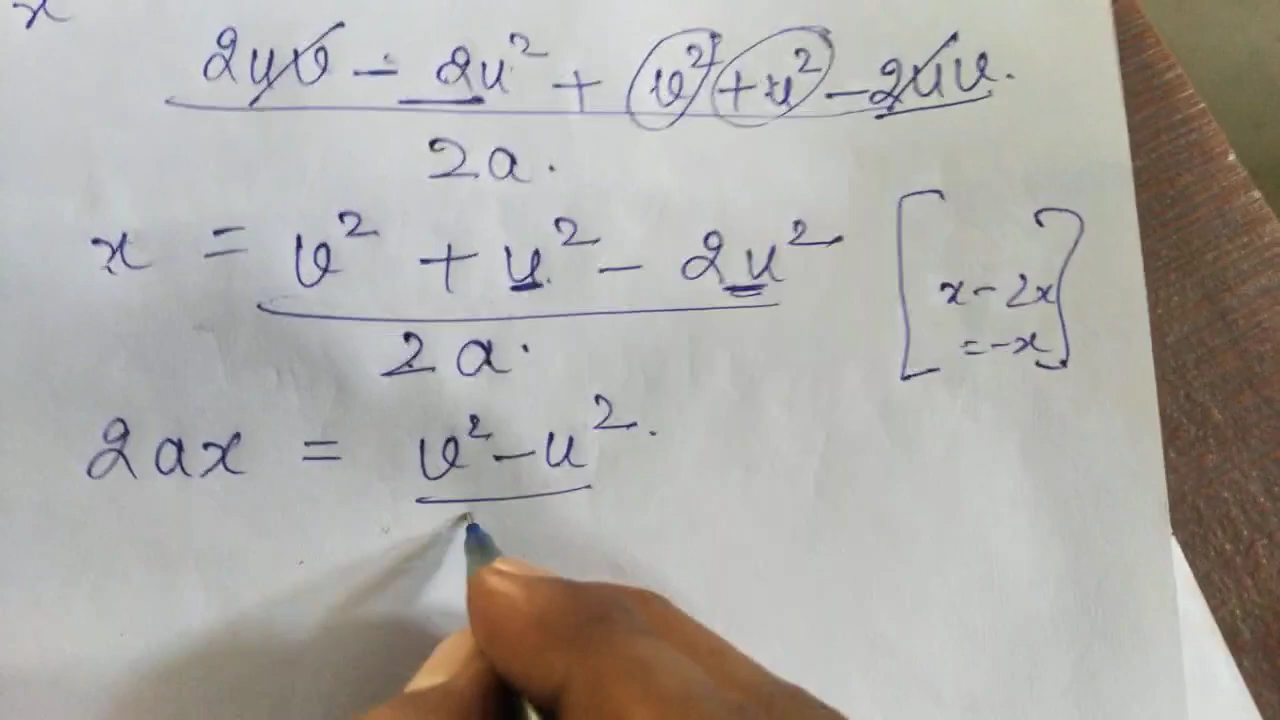 x
2uv - 2u² + v² + u² - 2uv.
2a.
x = v² + u² - 2u²
2a.
[x - 2x
= -x]
2ax = v² - u².